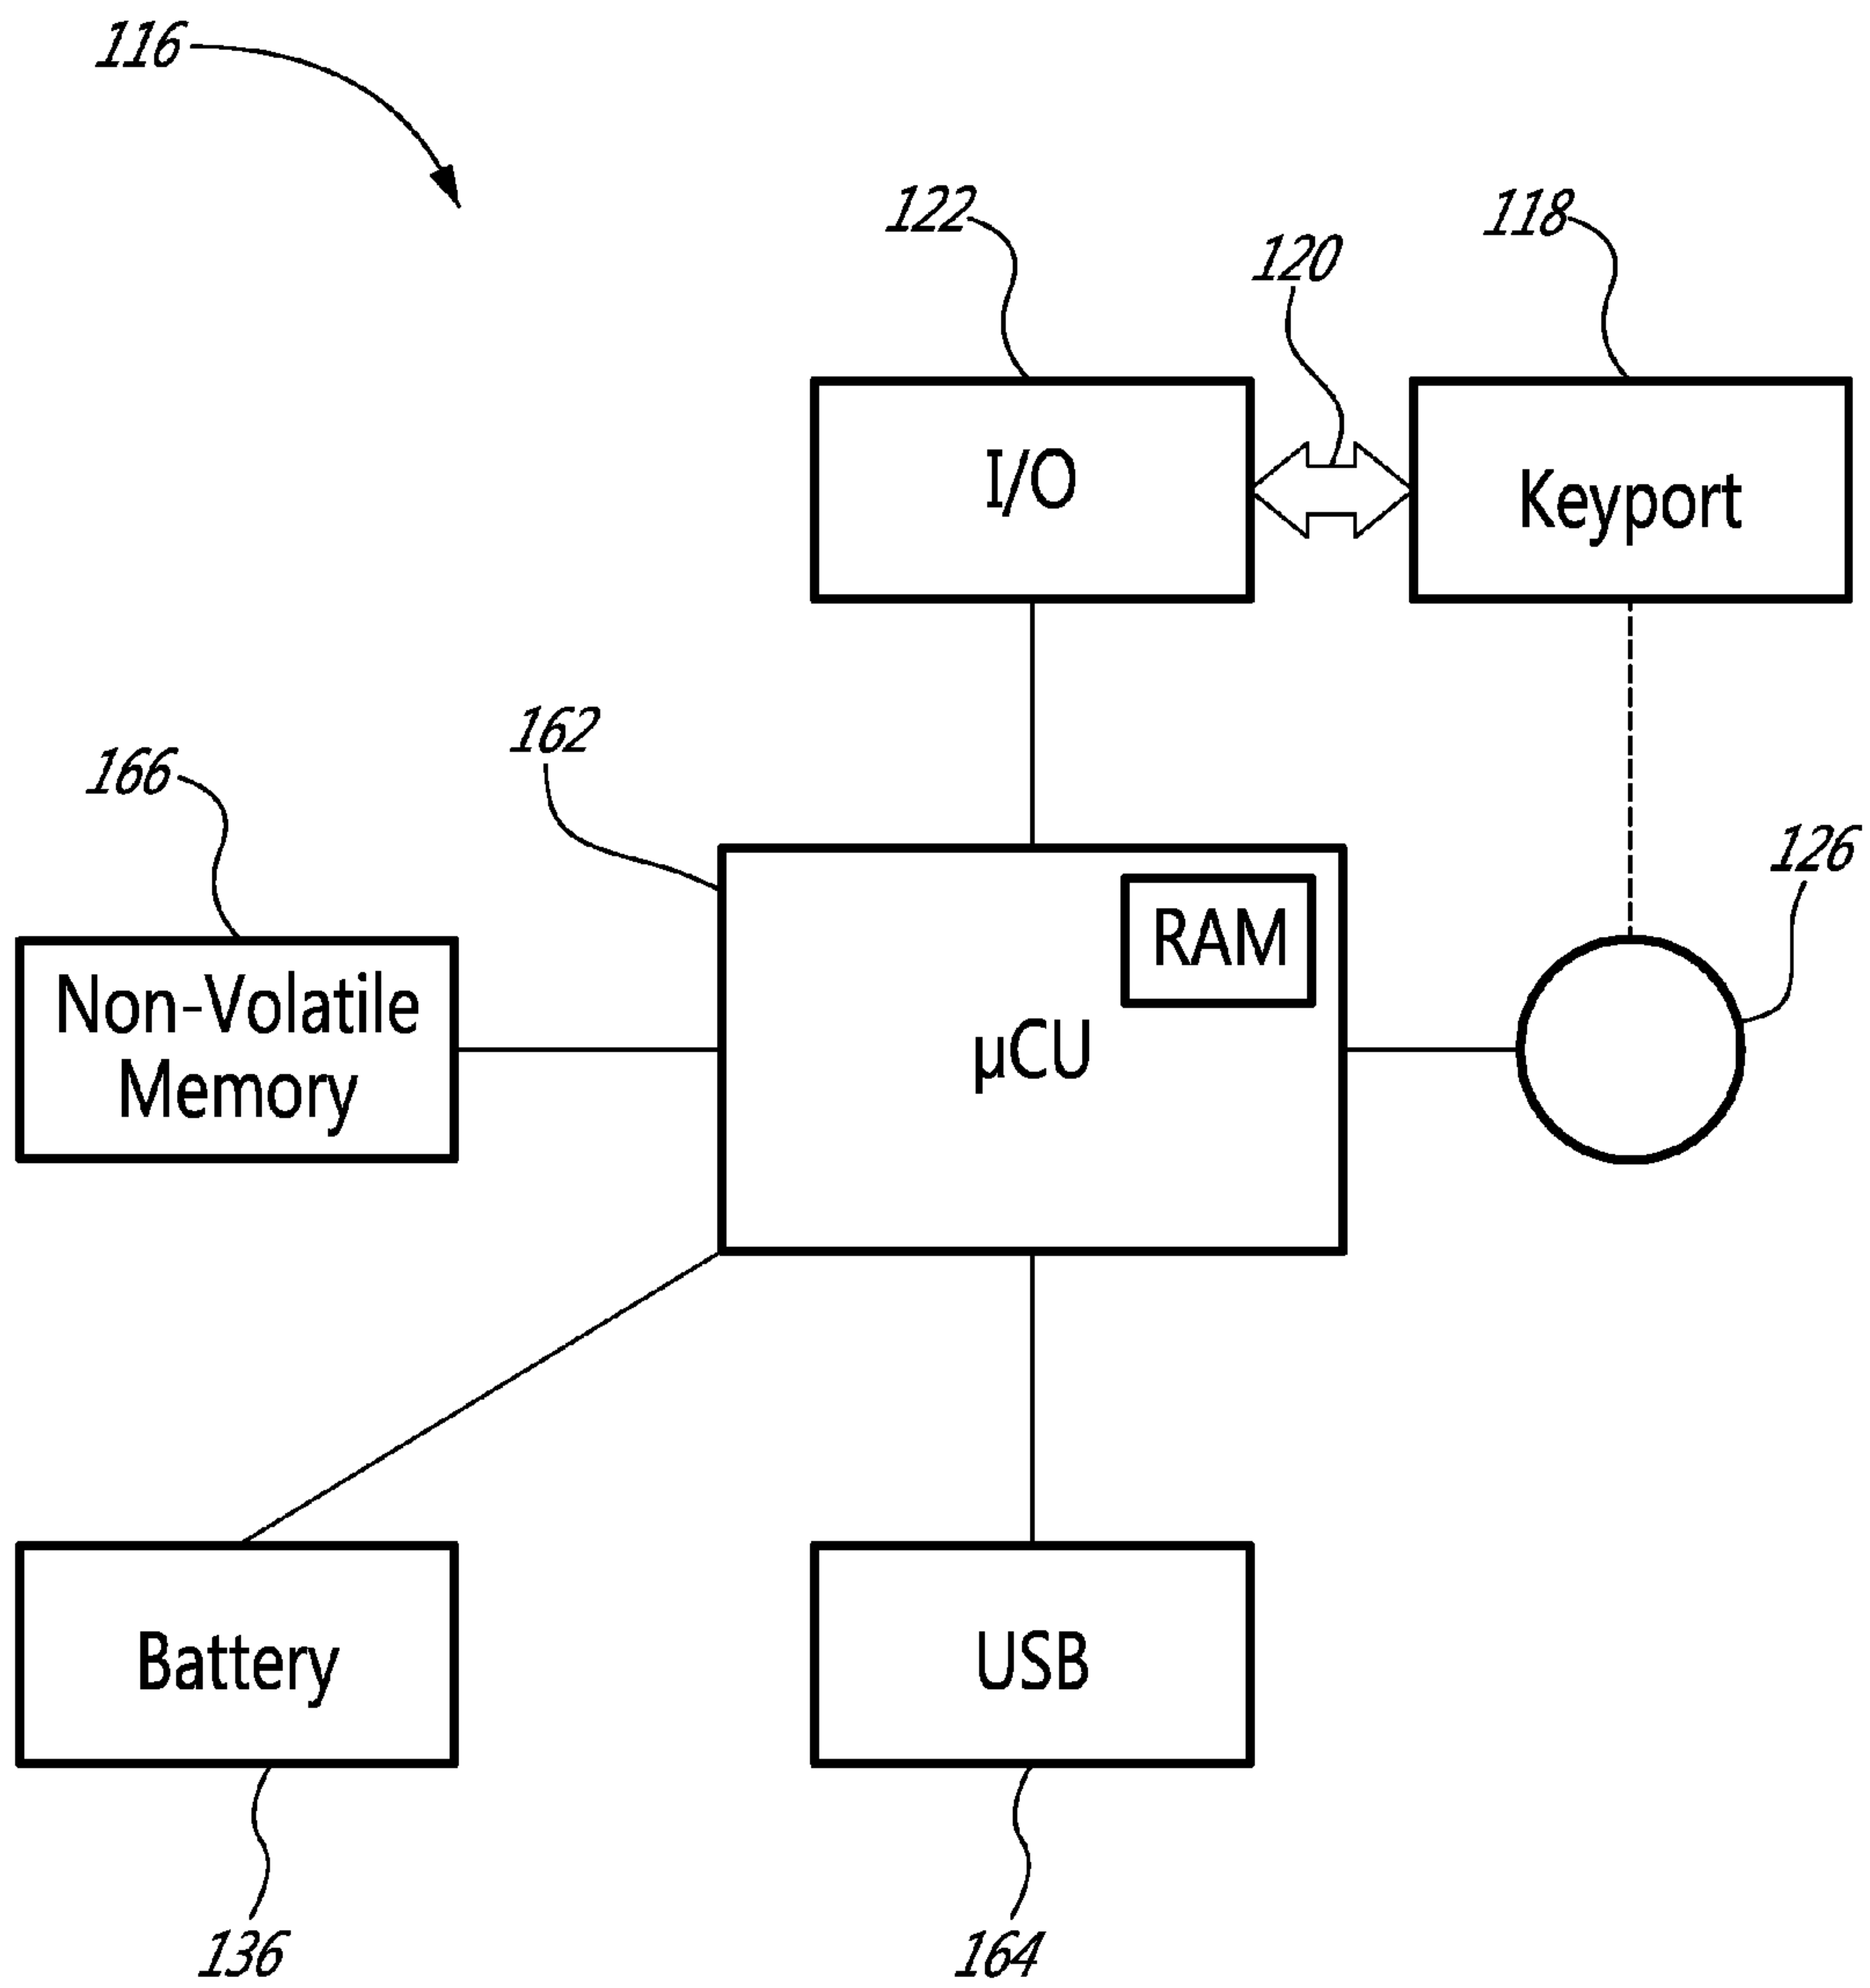 116
122
118
120
I/O
Keyport
162
166
126
RAM
Non-Volatile
Memory
µCU
Battery
USB
136
164